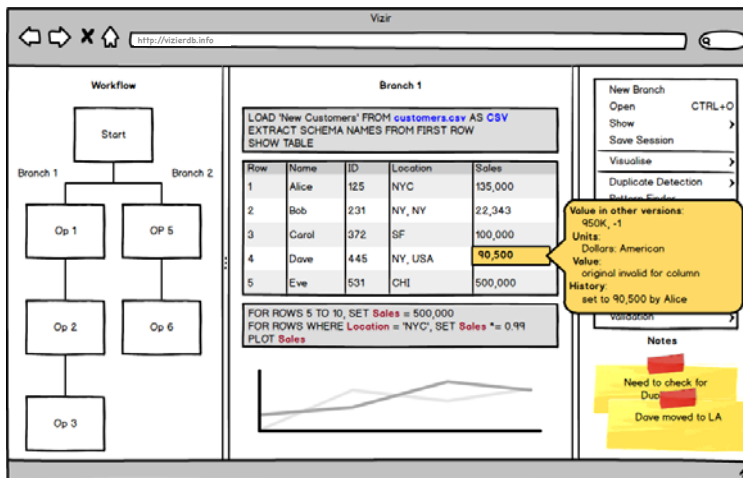 Vizir
http://vizierdb.info
Workflow
Start
Branch 1
Branch 2
Op 1
OP 5
Op 2
Op 6
Op 3
Branch 1
LOAD 'New Customers' FROM customers.csv AS CSV
EXTRACT SCHEMA NAMES FROM FIRST ROW
SHOW TABLE
Row Name ID Location Sales
1 Alice 125 NYC 135,000
2 Bob 231 NY, NY 22,343
3 Carol 372 SF 100,000
4 Dave 445 NY, USA 90,500
5 Eve 531 CHI 500,000
FOR ROWS 5 TO 10, SET Sales = 500,000
FOR ROWS WHERE Location = 'NYC', SET Sales *= 0.99
PLOT Sales
New Branch
Open CTRL+O
Show
Save Session
Visualise
Duplicate Detection
Value in other versions:
950K, -1
Units:
Dollars: American
Value:
original invalid for column
History:
set to 90,500 by Alice
Validation
Notes
Need to check for
Dave moved to LA